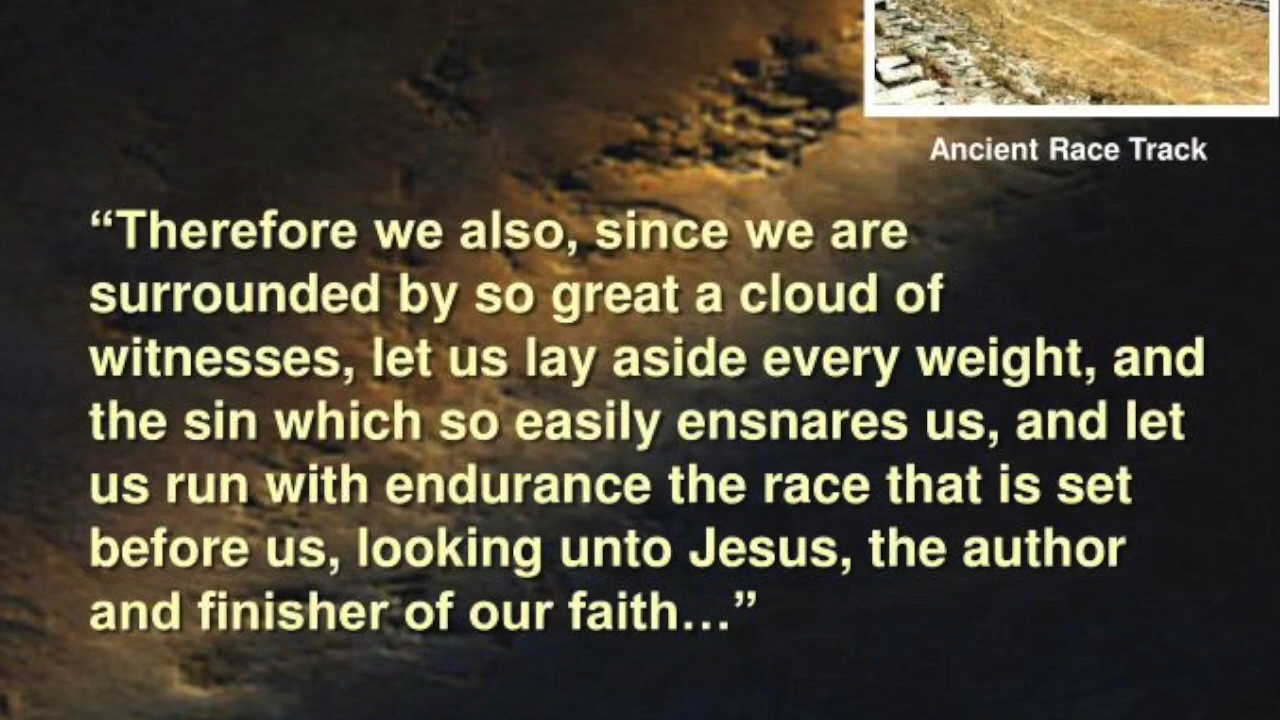 Ancient Race Track
“Therefore we also, since we are
surrounded by so great a cloud of
witnesses, let us lay aside every weight, and
the sin which so easily ensnares us, and let
us run with endurance the race that is set
before us, looking unto Jesus, the author
and finisher of our faith…”